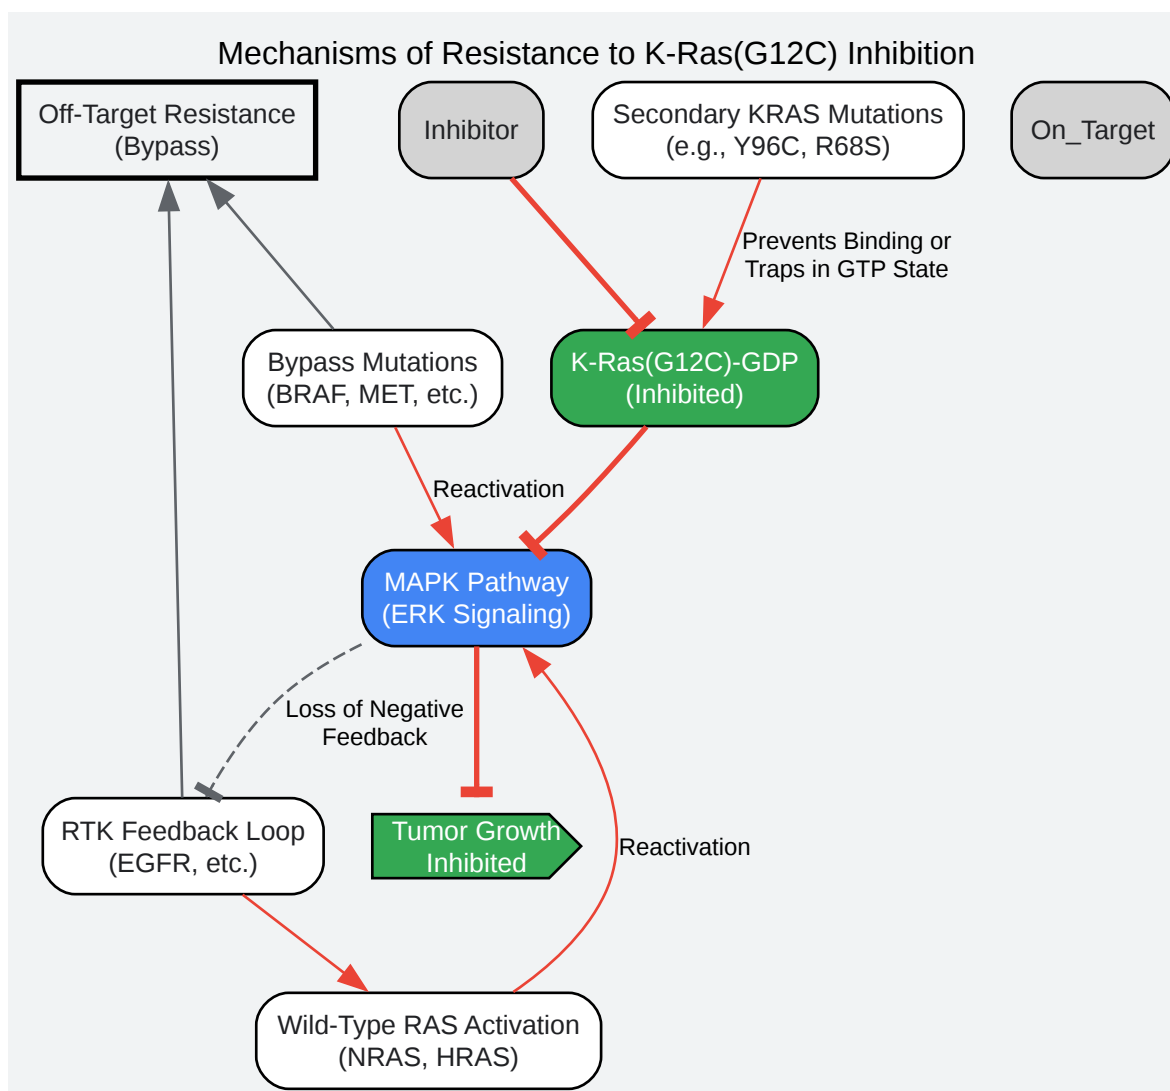 Mechanisms of Resistance to K-Ras(G12C) Inhibition
Off-Target Resistance
(Bypass)
Inhibitor
Secondary KRAS Mutations
(e.g., Y96C, R68S)
On_Target
Prevents Binding or
Traps in GTP State
Bypass Mutations
(BRAF, MET, etc.)
K-Ras(G12C)-GDP
(Inhibited)
Reactivation
MAPK Pathway
(ERK Signaling)
Loss of Negative
Feedback
RTK Feedback Loop
(EGFR, etc.)
Tumor Growth
Inhibited
Reactivation
Wild-Type RAS Activation
(NRAS, HRAS)